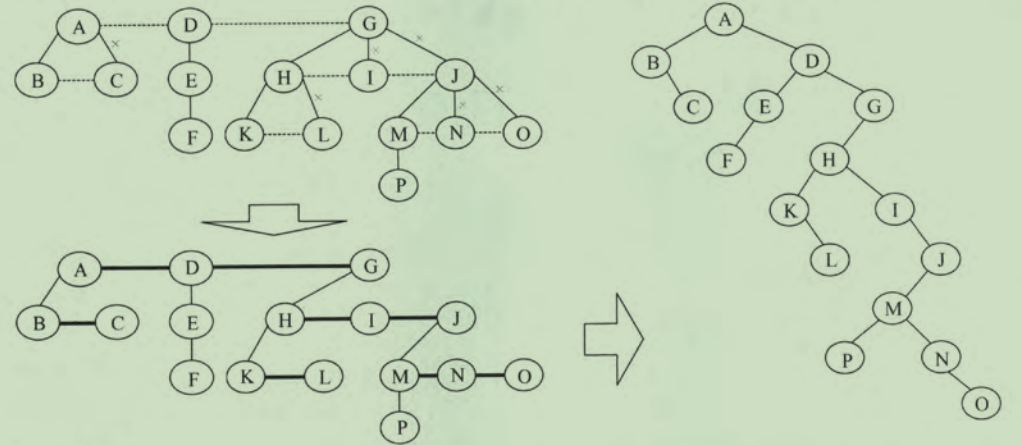 A D G
B C E H I J
F K L M N O
P
A D G
B C E H I J
F K L M N O
P
A
B D
C E G
F H
K I
L J
M
P N
O